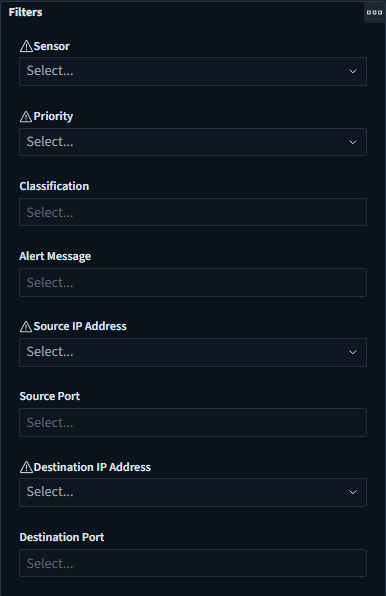 Filters
Sensor
Select...
Priority
Select...
Classification
Select...
Alert Message
Select...
Source IP Address
Select...
Source Port
Select...
Destination IP Address
Select...
Destination Port
Select...